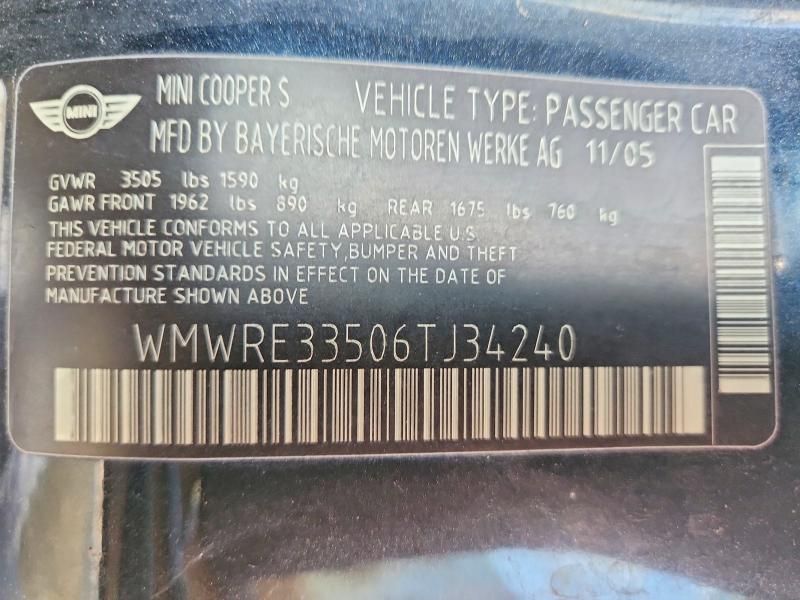 MINI
MINI COOPER S VEHICLE TYPE: PASSENGER CAR
MFD BY BAYERISCHE MOTOREN WERKE AG 11/05
GVWR 3505 lbs 1590 kg
GAWR FRONT 1962 lbs 890 kg REAR 1675 lbs 760 kg
THIS VEHICLE CONFORMS TO ALL APPLICABLE U.S.
FEDERAL MOTOR VEHICLE SAFETY,BUMPER AND THEFT
PREVENTION STANDARDS IN EFFECT ON THE DATE OF
MANUFACTURE SHOWN ABOVE
WMWRE33506TJ34240